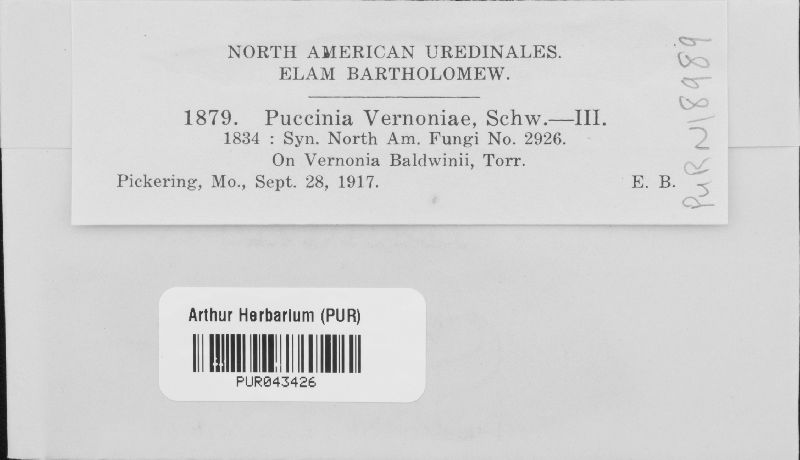 NORTH AMERICAN UREDINALES.
ELAM BARTHOLOMEW.
1879. Puccinia Vernoniae, Schw.—III.
1834 : Syn. North Am. Fungi No. 2926.
On Vernonia Baldwinii, Torr.
Pickering, Mo., Sept. 28, 1917. E. B.
PUR N18989
Arthur Herbarium (PUR)
PUR043426